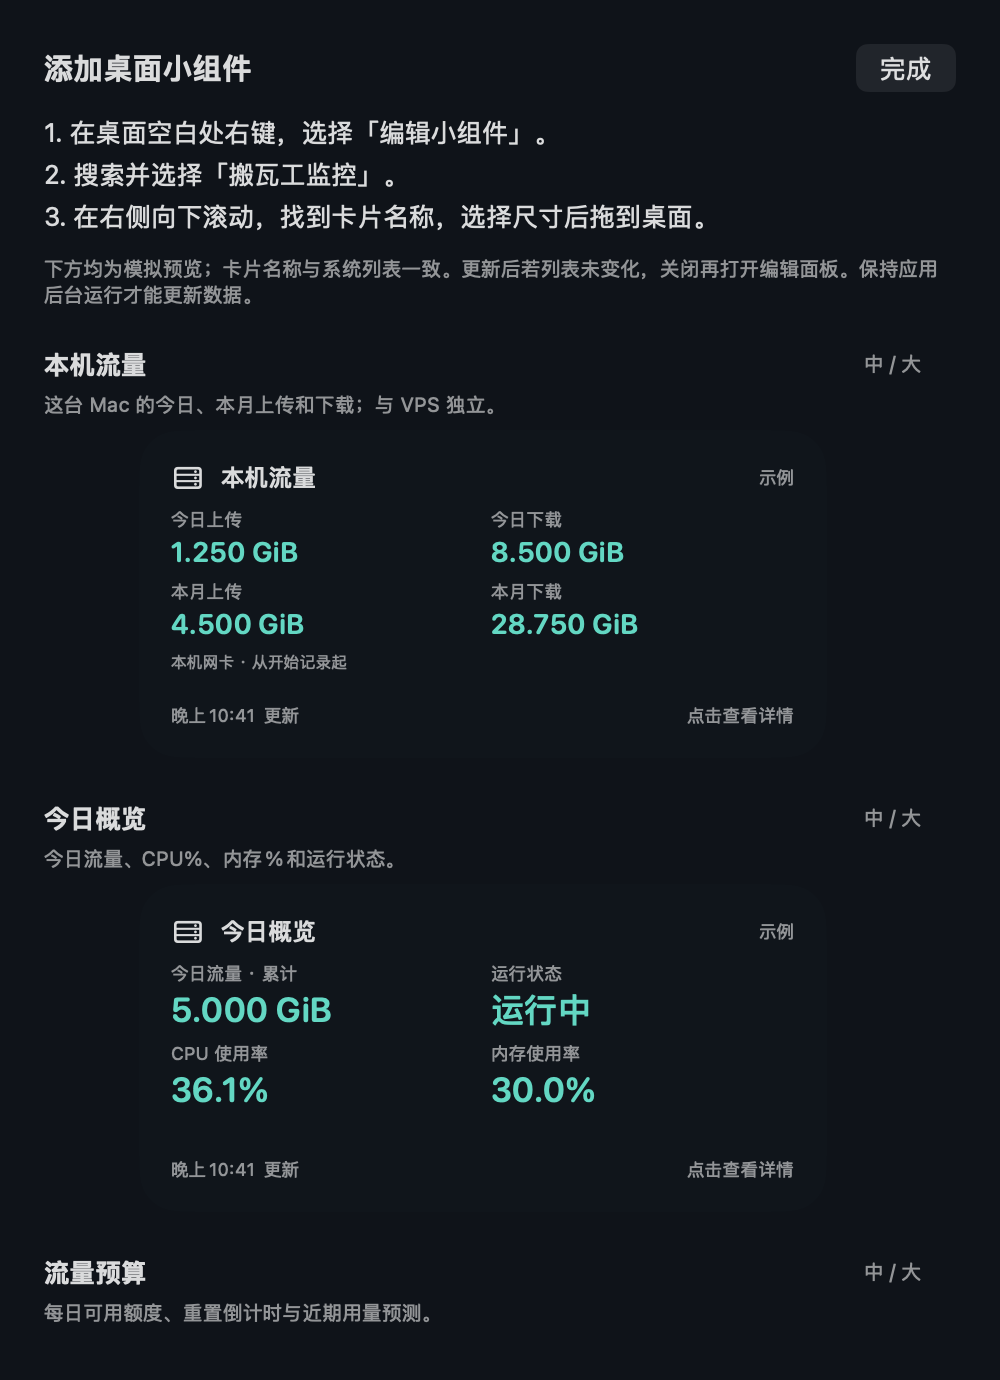 添加桌面小组件
完成
1. 在桌面空白处右键，选择「编辑小组件」。
2. 搜索并选择「搬瓦工监控」。
3. 在右侧向下滚动，找到卡片名称，选择尺寸后拖到桌面。
下方均为模拟预览；卡片名称与系统列表一致。更新后若列表未变化，关闭再打开编辑面板。保持应用
后台运行才能更新数据。
本机流量
中 / 大
这台 Mac 的今日、本月上传和下载；与 VPS 独立。
本机流量
示例
今日上传
今日下载
1.250 GiB
8.500 GiB
本月上传
本月下载
4.500 GiB
28.750 GiB
本机网卡 · 从开始记录起
晚上10:41 更新
点击查看详情
今日概览
中 / 大
今日流量、CPU%、内存%和运行状态。
今日概览
示例
今日流量 · 累计
运行状态
5.000 GiB
运行中
CPU 使用率
内存使用率
36.1%
30.0%
晚上10:41 更新
点击查看详情
流量预算
中 / 大
每日可用额度、重置倒计时与近期用量预测。